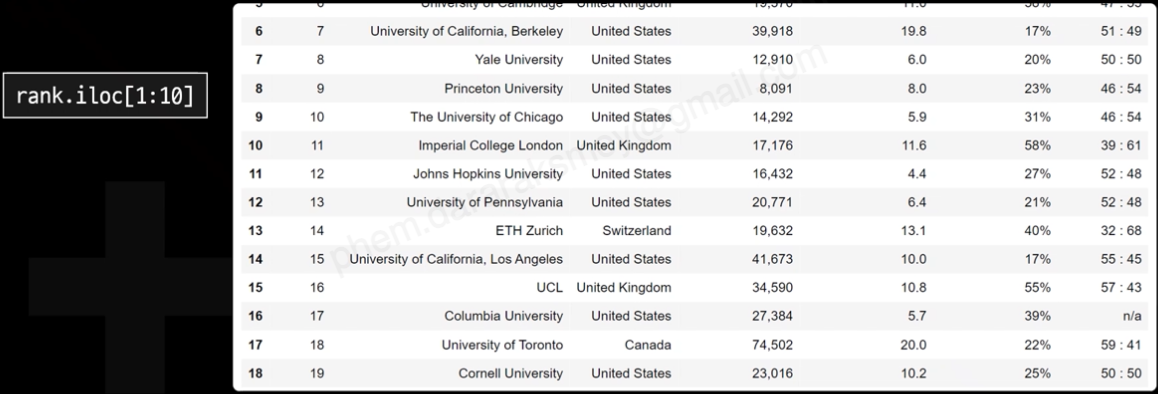 rank.iloc[1:10]
5 6 University of Cambridge United Kingdom 19,370 11.0 38% 47 : 53
6 7 University of California, Berkeley United States 39,918 19.8 17% 51 : 49
7 8 Yale University United States 12,910 6.0 20% 50 : 50
8 9 Princeton University United States 8,091 8.0 23% 46 : 54
9 10 The University of Chicago United States 14,292 5.9 31% 46 : 54
10 11 Imperial College London United Kingdom 17,176 11.6 58% 39 : 61
11 12 Johns Hopkins University United States 16,432 4.4 27% 52 : 48
12 13 University of Pennsylvania United States 20,771 6.4 21% 52 : 48
13 14 ETH Zurich Switzerland 19,632 13.1 40% 32 : 68
14 15 University of California, Los Angeles United States 41,673 10.0 17% 55 : 45
15 16 UCL United Kingdom 34,590 10.8 55% 57 : 43
16 17 Columbia University United States 27,384 5.7 39% n/a
17 18 University of Toronto Canada 74,502 20.0 22% 59 : 41
18 19 Cornell University United States 23,016 10.2 25% 50 : 50